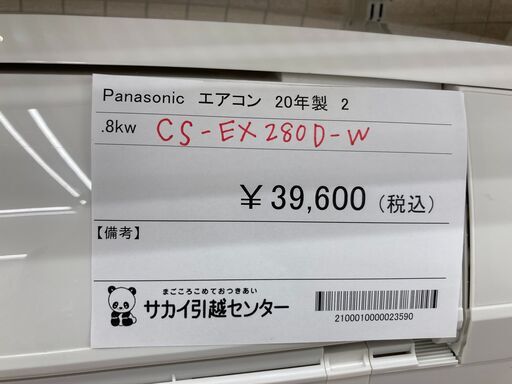 Panasonic エアコン 20年製 2
.8kw CS-EX280D-W
¥39,600（税込）
【備考】
まごころこめておつきあい
サカイ引越センター
2100010000023590